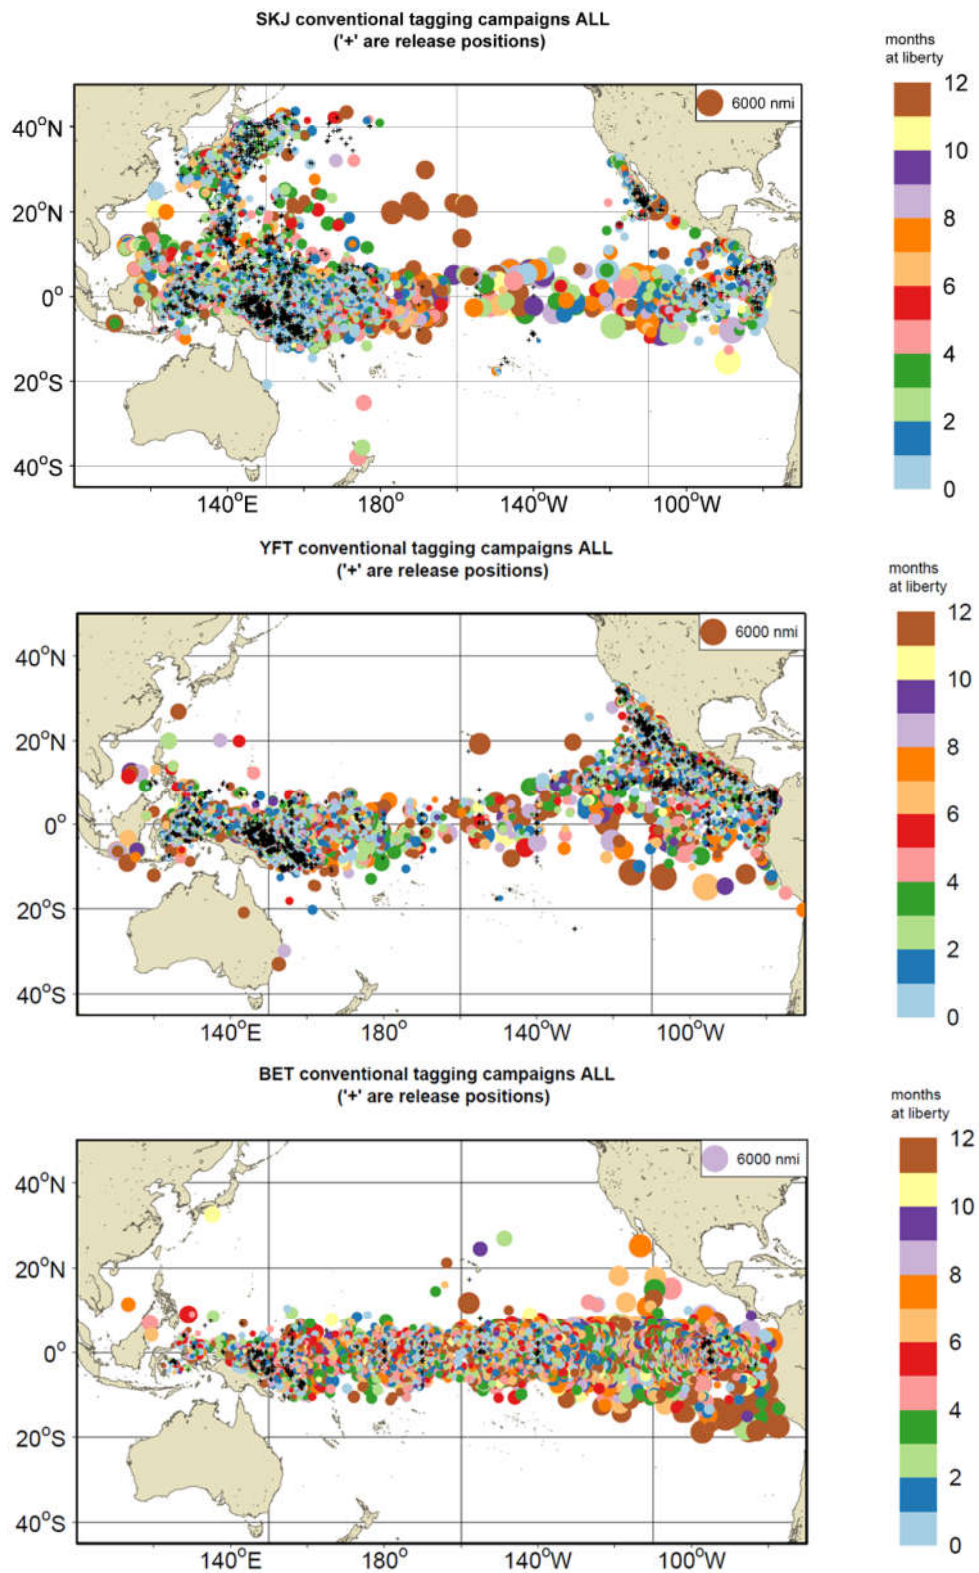 SKJ conventional tagging campaigns ALL
('+' are release positions)
months
at liberty
6000 nmi
12
10
8
6
4
2
0
40°N
20°N
0°
20°S
40°S
140°E
180°
140°W
100°W
YFT conventional tagging campaigns ALL
('+' are release positions)
months
at liberty
6000 nmi
12
10
8
6
4
2
0
40°N
20°N
0°
20°S
40°S
140°E
180°
140°W
100°W
BET conventional tagging campaigns ALL
('+' are release positions)
months
at liberty
6000 nmi
12
10
8
6
4
2
0
40°N
20°N
0°
20°S
40°S
140°E
180°
140°W
100°W